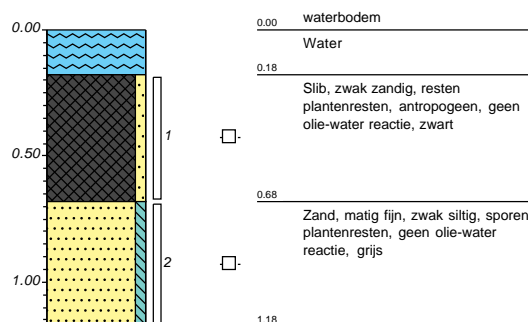 0.00
0.50
1.00
1
2
0.00 waterbodem
Water
0.18
Slib, zwak zandig, resten
plantenresten, antropogeen, geen
olie-water reactie, zwart
0.68
Zand, matig fijn, zwak siltig, sporen
plantenresten, geen olie-water
reactie, grijs
1.18